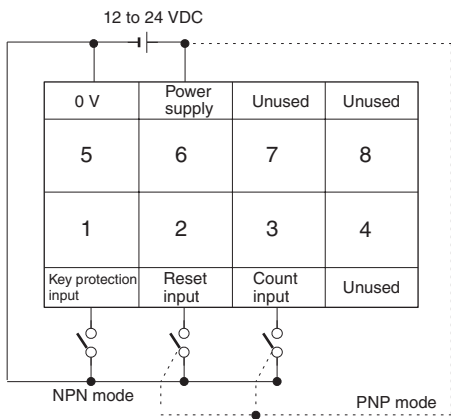 12 to 24 VDC
0 V
Power
supply
Unused
Unused
5
6
7
8
1
2
3
4
Key protection
input
Reset
input
Count
input
Unused
NPN mode
PNP mode